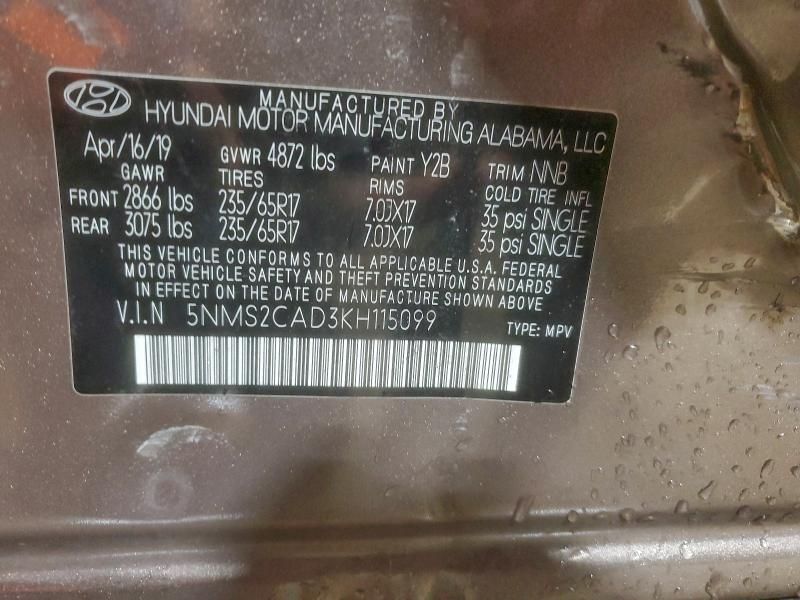 MANUFACTURED BY
HYUNDAI MOTOR MANUFACTURING ALABAMA, LLC
Apr/16/19 GVWR 4872 lbs PAINT Y2B TRIM NNB
GAWR TIRES RIMS COLD TIRE INFL
FRONT 2866 lbs 235/65R17 7.0JX17 35 psi SINGLE
REAR 3075 lbs 235/65R17 7.0JX17 35 psi SINGLE
THIS VEHICLE CONFORMS TO ALL APPLICABLE U.S.A. FEDERAL
MOTOR VEHICLE SAFETY AND THEFT PREVENTION STANDARDS
IN EFFECT ON THE DATE OF MANUFACTURE SHOWN ABOVE
V.I.N 5NMS2CAD3KH115099 TYPE: MPV